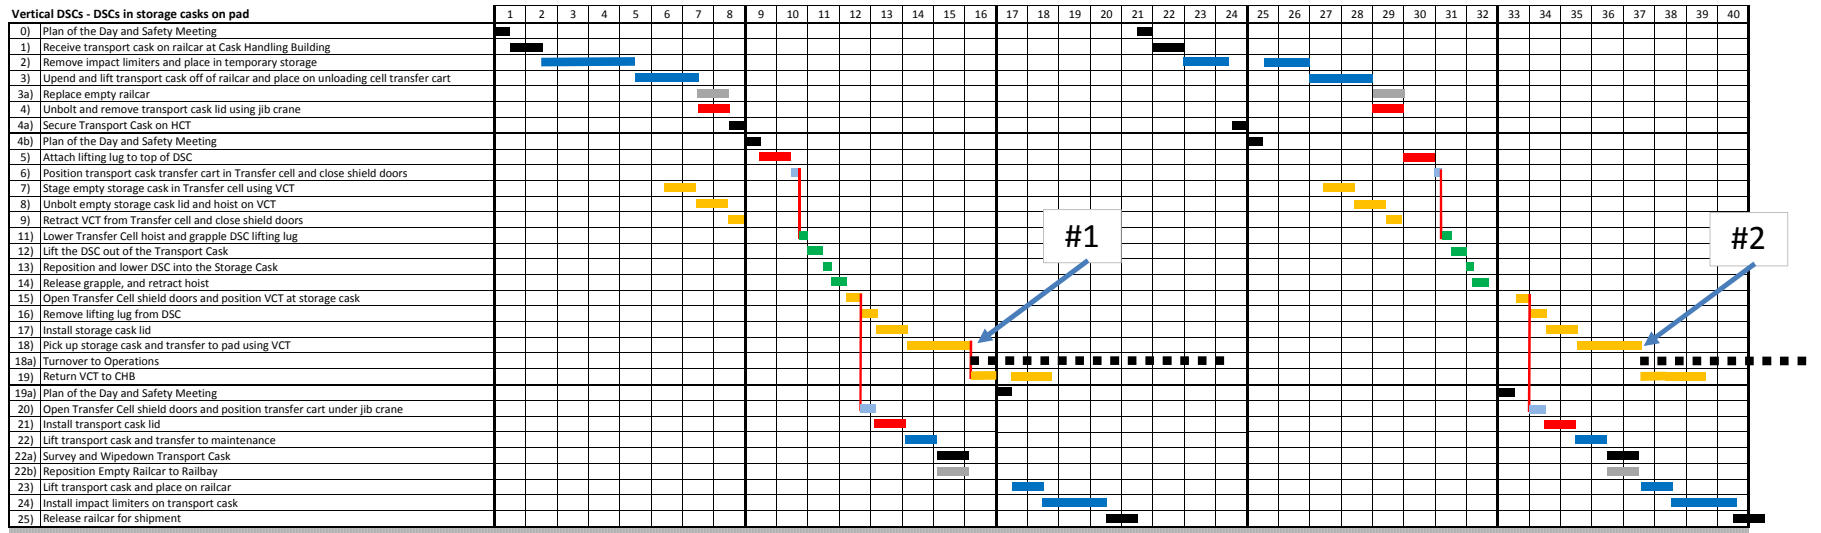 Vertical DSCs - DSCs in storage casks on pad 1 2 3 4 5 6 7 8 9 10 11 12 13 14 15 16 17 18 19 20 21 22 23 24 25 26 27 28 29 30 31 32 33 34 35 36 37 38 39 40
0) Plan of the Day and Safety Meeting
1) Receive transport cask on railcar at Cask Handling Building
2) Remove impact limiters and place in temporary storage
3) Upend and lift transport cask off of railcar and place on unloading cell transfer cart
3a) Replace empty railcar
4) Unbolt and remove transport cask lid using jib crane
4a) Secure Transport Cask on HCT
4b) Plan of the Day and Safety Meeting
5) Attach lifting lug to top of DSC
6) Position transport cask transfer cart in Transfer cell and close shield doors
7) Stage empty storage cask in Transfer cell using VCT
8) Unbolt empty storage cask lid and hoist on VCT
9) Retract VCT from Transfer cell and close shield doors
11) Lower Transfer Cell hoist and grapple DSC lifting lug
#1
#2
12) Lift the DSC out of the Transport Cask
13) Reposition and lower DSC into the Storage Cask
14) Release grapple, and retract hoist
15) Open Transfer Cell shield doors and position VCT at storage cask
16) Remove lifting lug from DSC
17) Install storage cask lid
18) Pick up storage cask and transfer to pad using VCT
18a) Turnover to Operations
19) Return VCT to CHB
19a) Plan of the Day and Safety Meeting
20) Open Transfer Cell shield doors and position transfer cart under jib crane
21) Install transport cask lid
22) Lift transport cask and transfer to maintenance
22a) Survey and Wipedown Transport Cask
22b) Reposition Empty Railcar to Railbay
23) Lift transport cask and place on railcar
24) Install impact limiters on transport cask
25) Release railcar for shipment